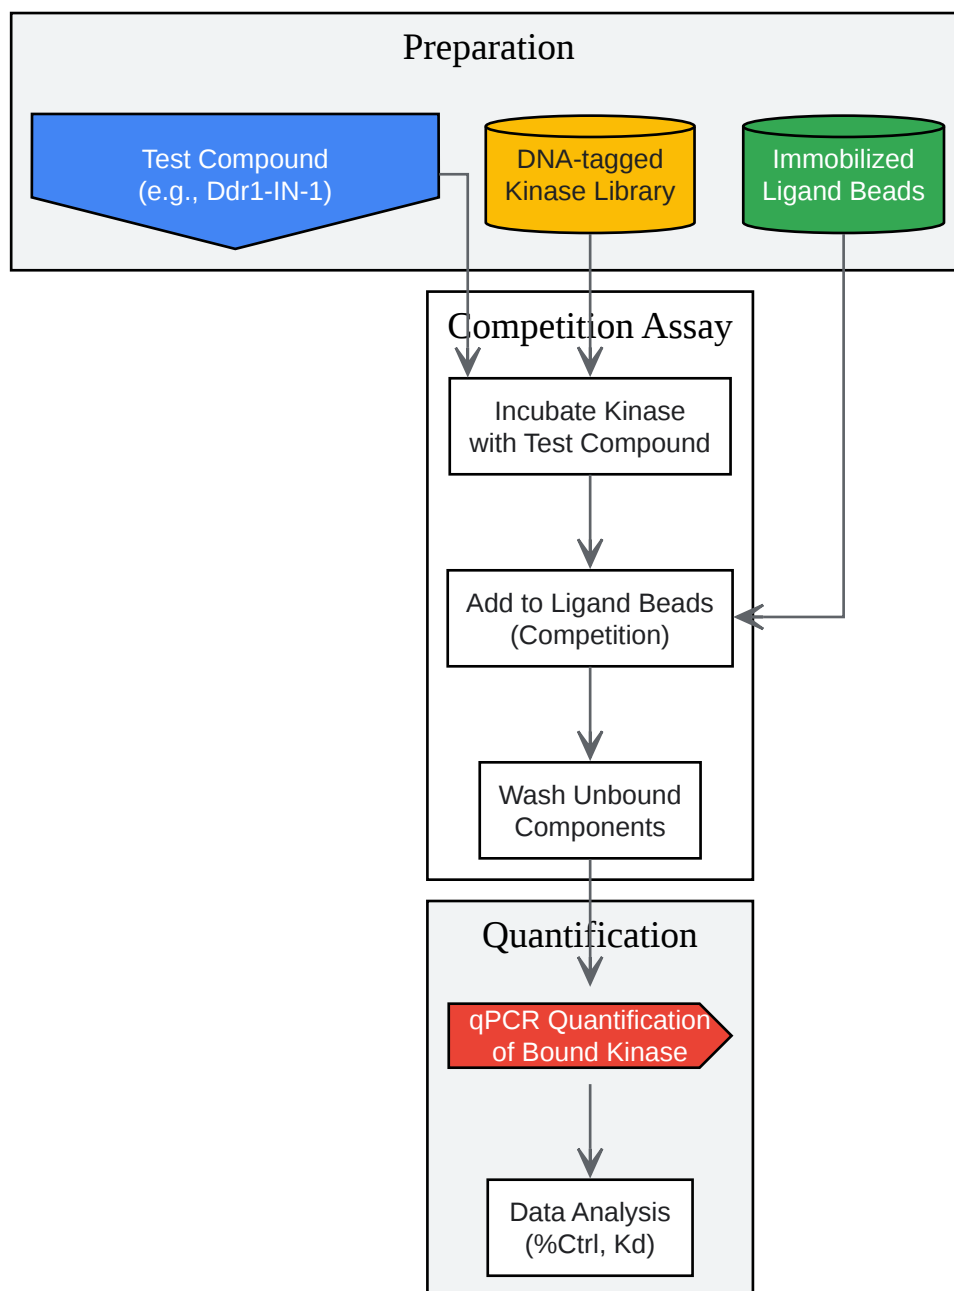 Preparation
Test Compound
(e.g., Ddr1-IN-1)
DNA-tagged
Kinase Library
Immobilized
Ligand Beads
Competition Assay
Incubate Kinase
with Test Compound
Add to Ligand Beads
(Competition)
Wash Unbound
Components
Quantification
qPCR Quantification
of Bound Kinase
Data Analysis
(%Ctrl, Kd)